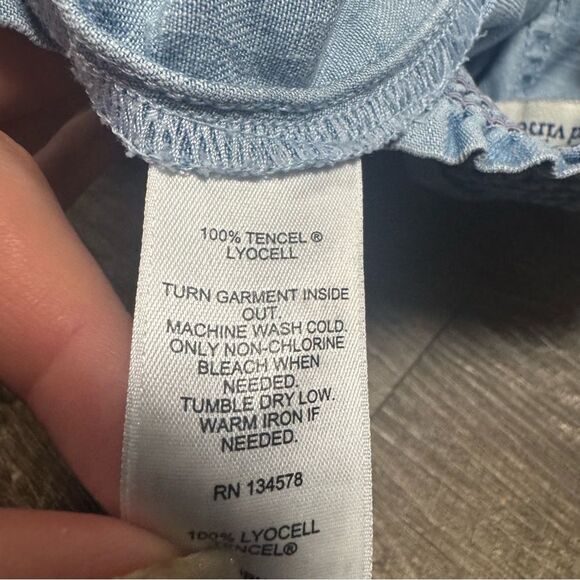 100% TENCEL ®
LYOCELL
TURN GARMENT INSIDE
OUT.
MACHINE WASH COLD.
ONLY NON-CHLORINE
BLEACH WHEN
NEEDED.
TUMBLE DRY LOW.
WARM IRON IF
NEEDED.
RN 134578
100% LYOCELL
TENCEL®